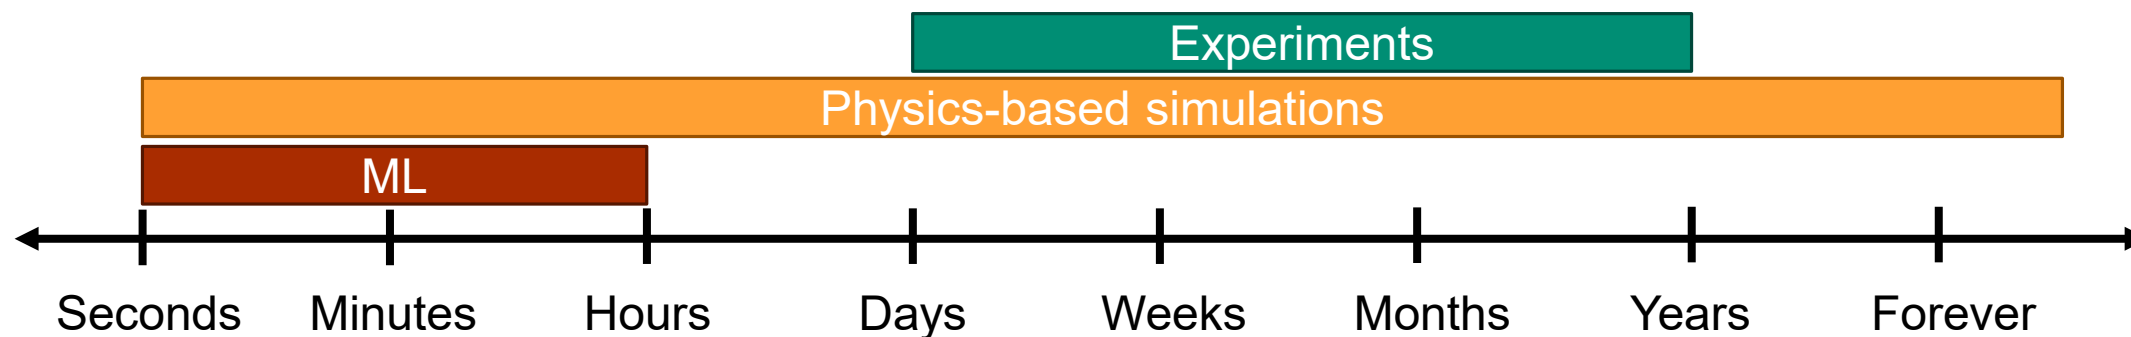 Experiments
Physics-based simulations
ML
Seconds Minutes Hours Days Weeks Months Years Forever